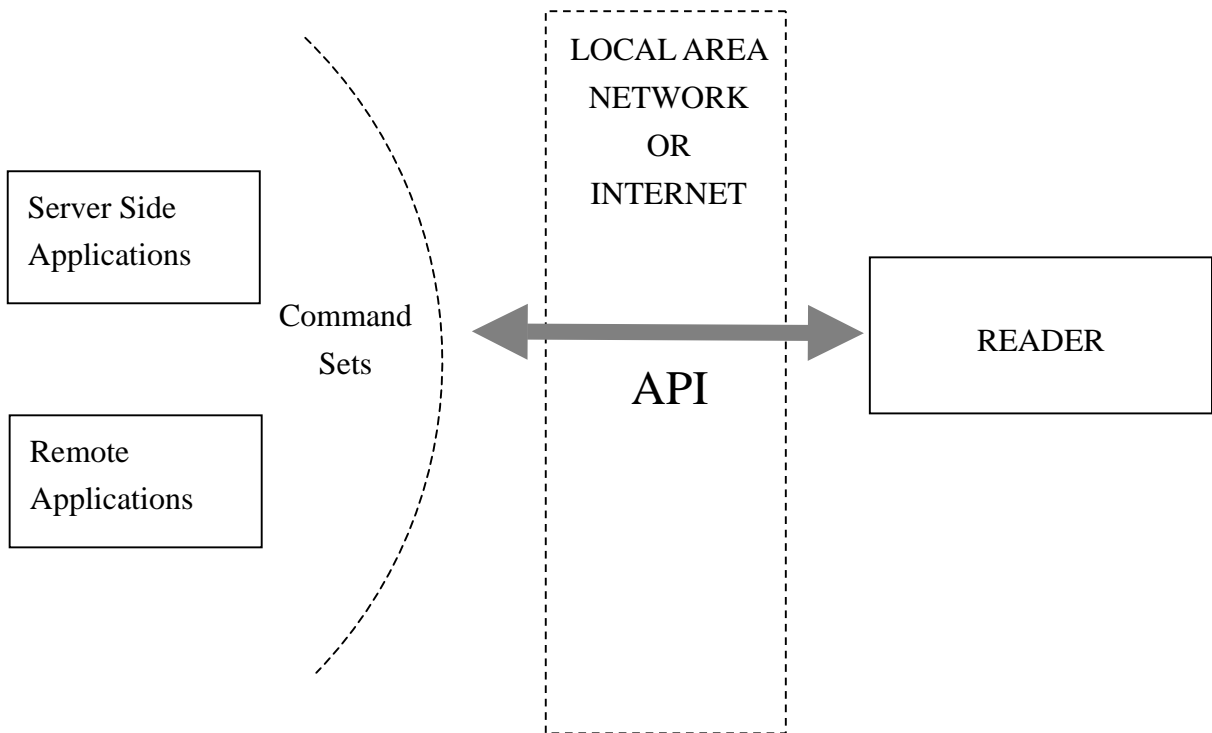 LOCAL AREA
NETWORK
OR
INTERNET
Server Side
Applications
Command
Sets
READER
API
Remote
Applications